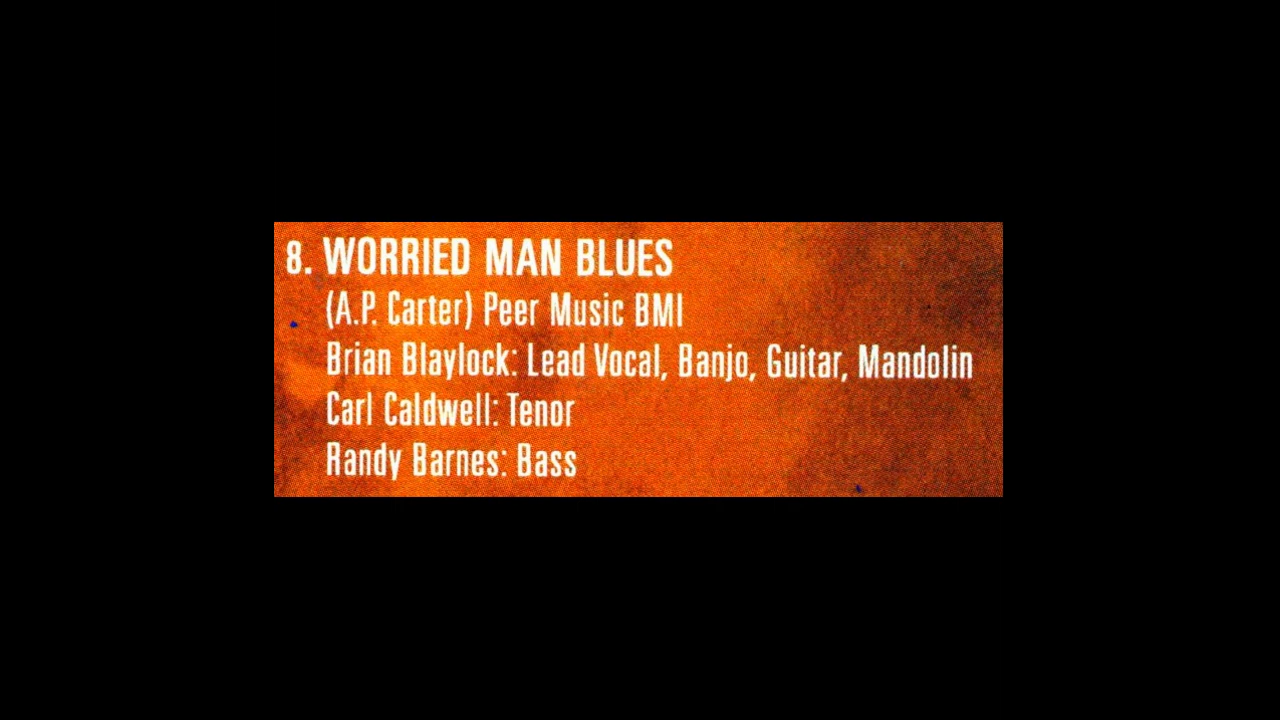 8. WORRIED MAN BLUES
(A.P. Carter) Peer Music BMI
Brian Blaylock: Lead Vocal, Banjo, Guitar, Mandolin
Carl Caldwell: Tenor
Randy Barnes: Bass